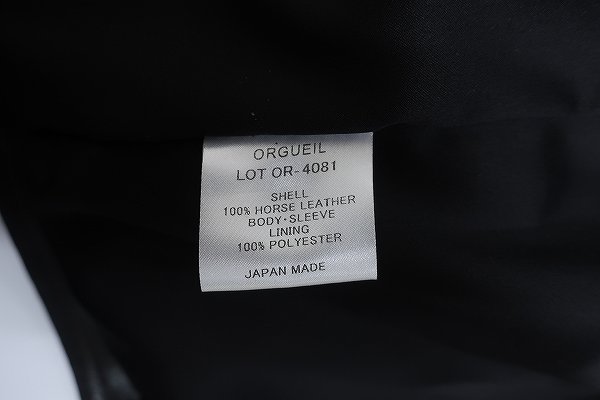 ORGUEIL
LOT OR-4081
SHELL
100% HORSE LEATHER
BODY・SLEEVE
LINING
100% POLYESTER
JAPAN MADE